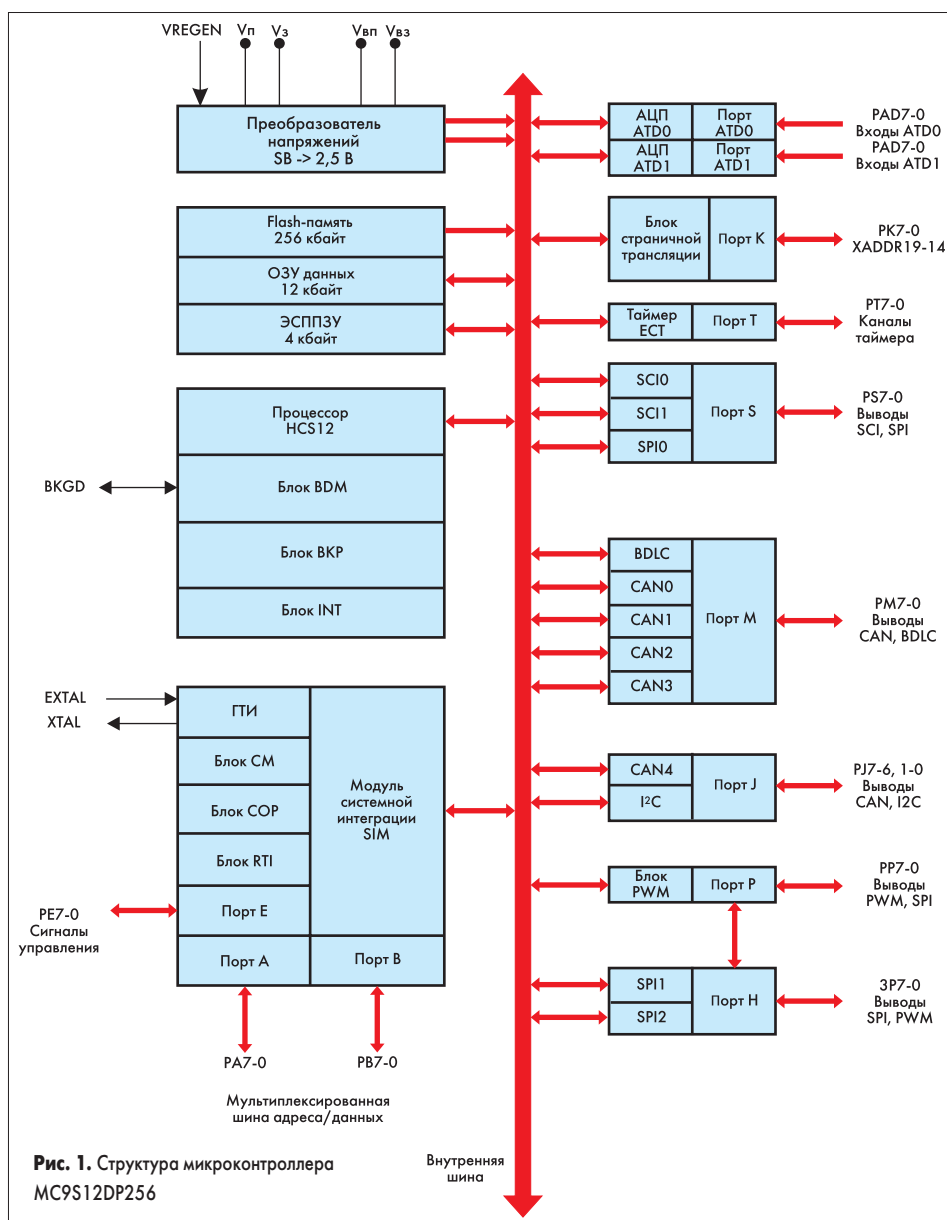 VREGEN
Vп
Vз
Vвп
Vвз
Преобразователь
напряжений
SB -> 2,5 В
Flash-память
256 кбайт
ОЗУ данных
12 кбайт
ЭСППЗУ
4 кбайт
Процессор
HCS12
BKGD
Блок BDM
Блок BKP
Блок INT
EXTAL
XTAL
ГТИ
Блок CM
Блок COP
Блок RTI
Порт E
Модуль
системной
интеграции
SIM
PE7-0
Сигналы
управления
Порт A
Порт B
PA7-0
PB7-0
Мультиплексированная
шина адреса/данных
АЦП
ATD0
Порт
ATD0
PAD7-0
Входы ATD0
АЦП
ATD1
Порт
ATD1
PAD7-0
Входы ATD1
Блок
страничной
трансляции
Порт K
PK7-0
XADDR19-14
Таймер
ECT
Порт T
PT7-0
Каналы
таймера
SCI0
SCI1
SPI0
Порт S
PS7-0
Выводы
SCI, SPI
BDLC
CAN0
CAN1
CAN2
CAN3
Порт M
PM7-0
Выводы
CAN, BDLC
CAN4
I²C
Порт J
PJ7-6, 1-0
Выводы
CAN, I2C
Блок
PWM
Порт P
PP7-0
Выводы
PWM, SPI
SPI1
SPI2
Порт H
3P7-0
Выводы
SPI, PWM
Внутренняя
шина
Рис. 1. Структура микроконтроллера
MC9S12DP256